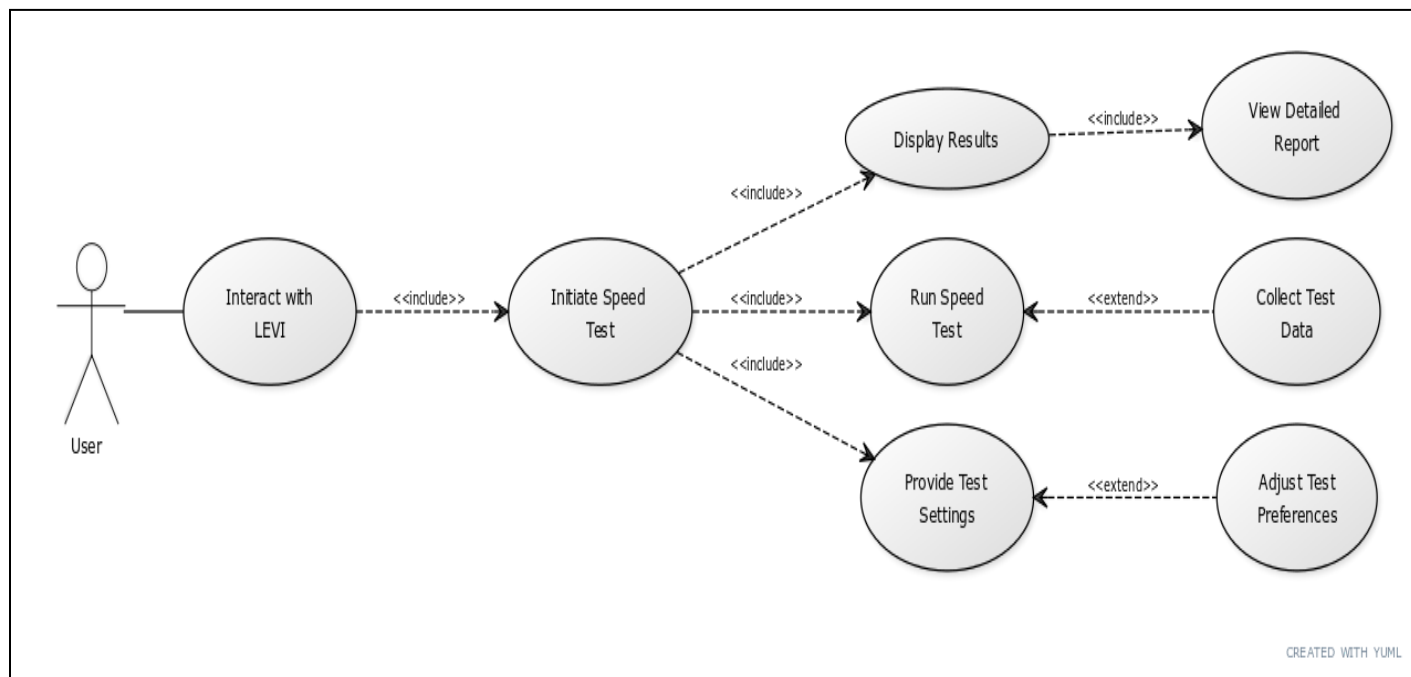 View Detailed
Report
<<include>>
Display Results
<<include>>
Interact with
LEVI
<<include>>
Initiate Speed
Test
<<include>>
Run Speed
Test
<<extend>>
Collect Test
Data
<<include>>
User
Provide Test
Settings
<<extend>>
Adjust Test
Preferences
CREATED WITH YUML